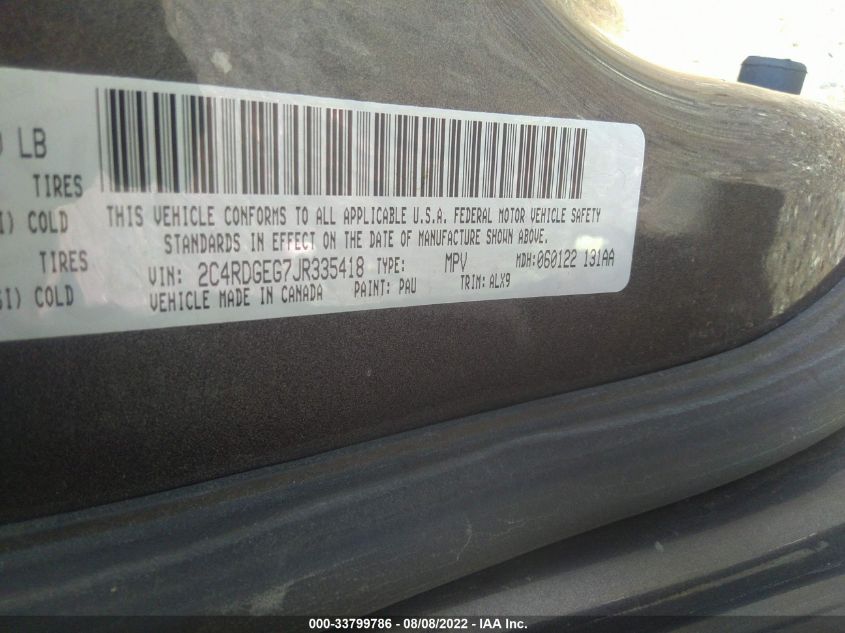 LB
TIRES
COLD
TIRES
COLD
THIS VEHICLE CONFORMS TO ALL APPLICABLE U.S.A. FEDERAL MOTOR VEHICLE SAFETY
STANDARDS IN EFFECT ON THE DATE OF MANUFACTURE SHOWN ABOVE.
VIN: 2C4RDGEG7JR335418 TYPE: MPV MDH:060122 131AA
VEHICLE MADE IN CANADA PAINT: PAU TRIM: ALX9
000-33799786 - 08/08/2022 - IAA Inc.